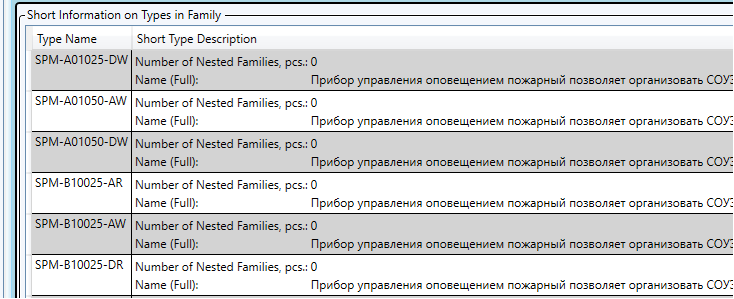 Short Information on Types in Family
Type Name Short Type Description
SPM-A01025-DW Number of Nested Families, pcs.: 0
Name (Full): Прибор управления оповещением пожарный позволяет организовать СОУЭ
SPM-A01050-AW Number of Nested Families, pcs.: 0
Name (Full): Прибор управления оповещением пожарный позволяет организовать СОУЭ
SPM-A01050-DW Number of Nested Families, pcs.: 0
Name (Full): Прибор управления оповещением пожарный позволяет организовать СОУЭ
SPM-B10025-AR Number of Nested Families, pcs.: 0
Name (Full): Прибор управления оповещением пожарный позволяет организовать СОУЭ
SPM-B10025-AW Number of Nested Families, pcs.: 0
Name (Full): Прибор управления оповещением пожарный позволяет организовать СОУЭ
SPM-B10025-DR Number of Nested Families, pcs.: 0
Name (Full): Прибор управления оповещением пожарный позволяет организовать СОУЭ